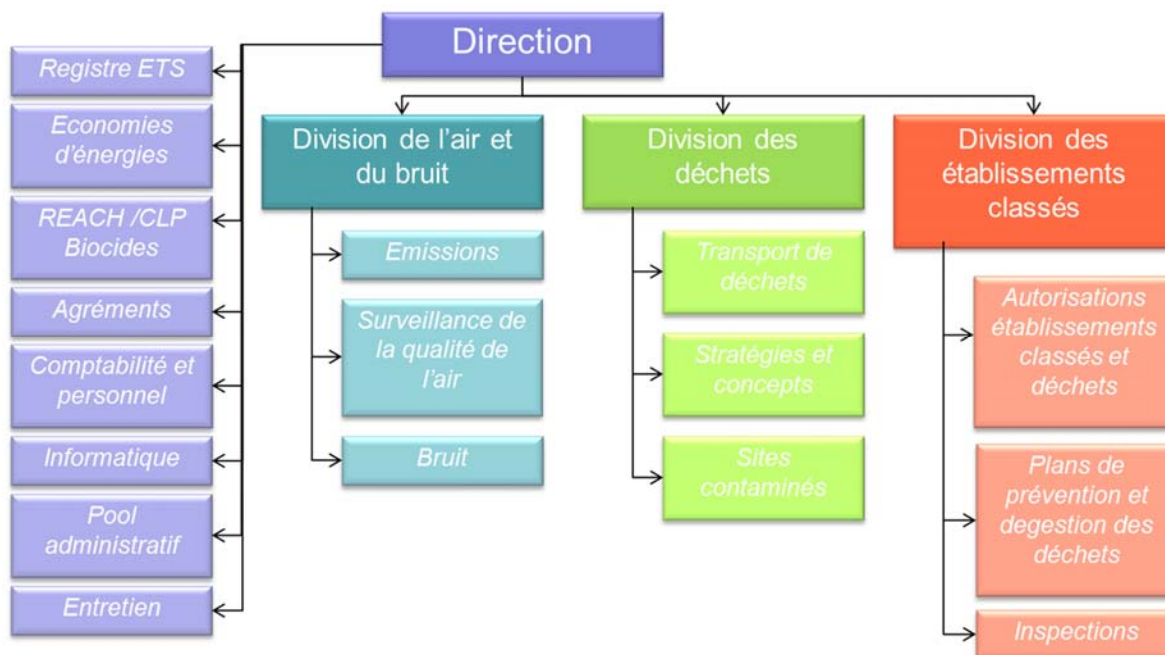 Direction
Registre ETS
Economies
d'énergies
REACH /CLP
Biocides
Agréments
Comptabilité et
personnel
Informatique
Pool
administratif
Entretien
Division de l'air et
du bruit
Emissions
Surveillance de
la qualité de
l'air
Bruit
Division des
déchets
Transport de
déchets
Stratégies et
concepts
Sites
contaminés
Division des
établissements
classés
Autorisations
établissements
classés et
déchets
Plans de
prévention et
degestion des
déchets
Inspections